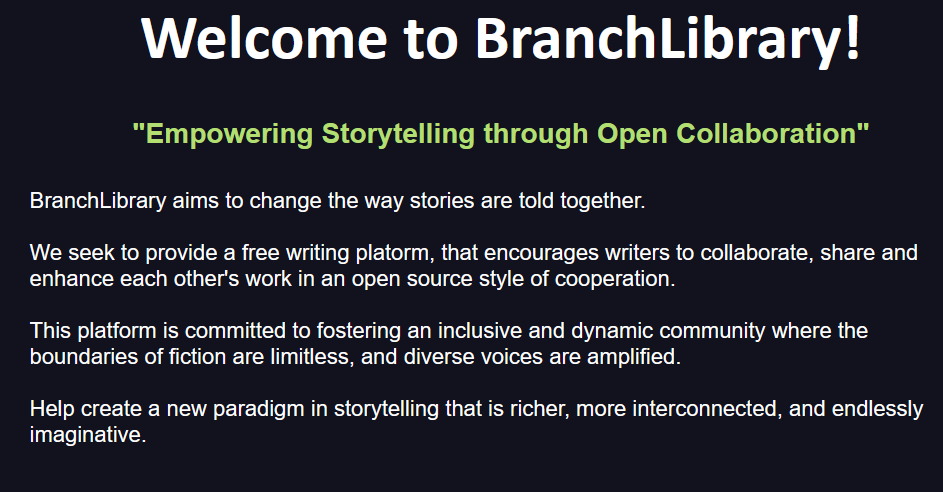 Welcome to BranchLibrary!
"Empowering Storytelling through Open Collaboration"
BranchLibrary aims to change the way stories are told together.
We seek to provide a free writing platorm, that encourages writers to collaborate, share and
enhance each other's work in an open source style of cooperation.
This platform is committed to fostering an inclusive and dynamic community where the
boundaries of fiction are limitless, and diverse voices are amplified.
Help create a new paradigm in storytelling that is richer, more interconnected, and endlessly
imaginative.